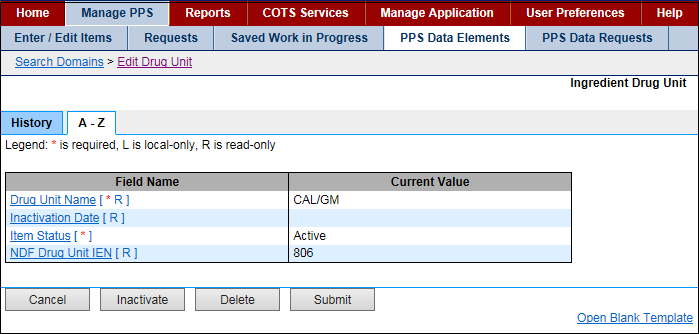 Home Manage PPS Reports COTS Services Manage Application User Preferences Help
Enter / Edit Items Requests Saved Work in Progress PPS Data Elements PPS Data Requests
Search Domains > Edit Drug Unit
Ingredient Drug Unit
History A - Z
Legend: * is required, L is local-only, R is read-only
Field Name Current Value
Drug Unit Name [ * R ] CAL/GM
Inactivation Date [ R ]
Item Status [ * ] Active
NDF Drug Unit IEN [ R ] 806
Cancel Inactivate Delete Submit
Open Blank Template